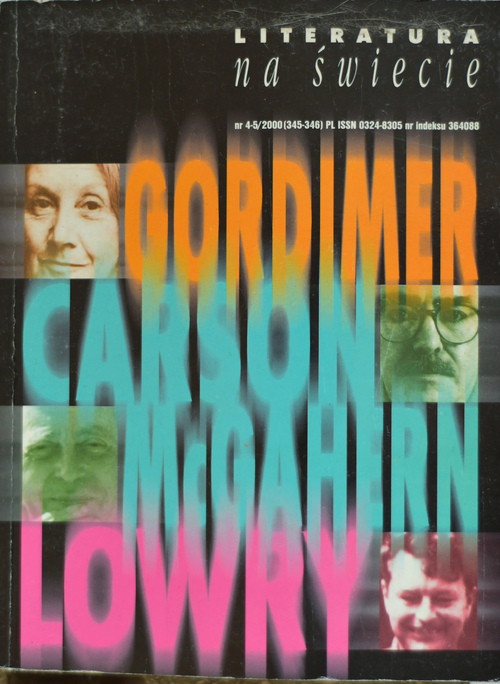 LITERATURA
na świecie
nr 4-5/2000(345-346) PL ISSN 0324-8305 nr indeksu 364088
GORDIMER
CARSON
McGAHERN
LOWRY